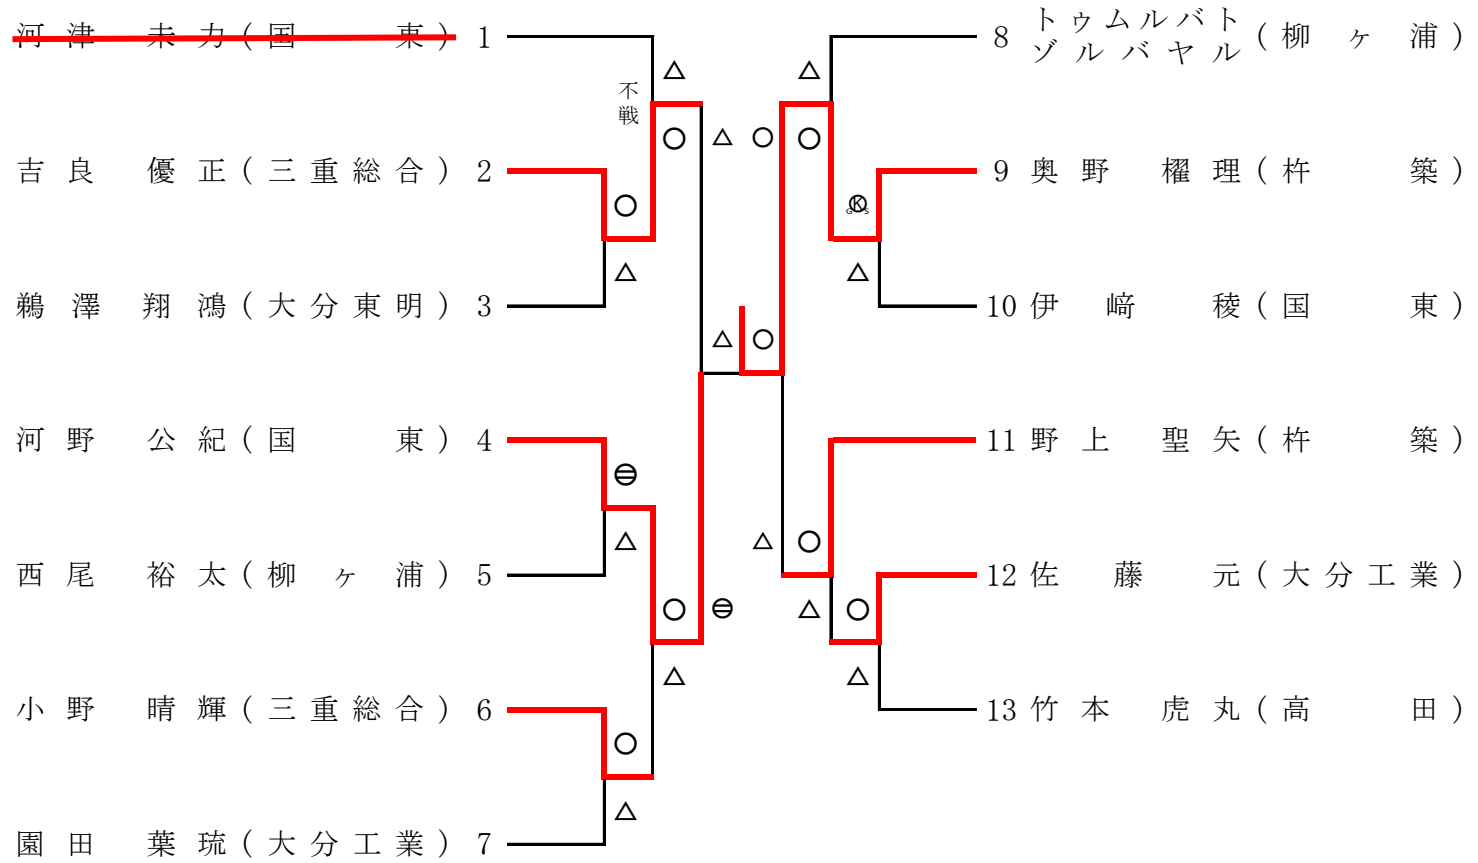 河津 未力(国 東) 1
不戦
吉良 優正(三重総合) 2
鵜澤 翔鴻(大分東明) 3
河野 公紀(国 東) 4
西尾 裕太(柳ヶ浦) 5
小野 晴輝(三重総合) 6
園田 葉琉(大分工業) 7
8 トゥムルバト
ゾルバヤル (柳ヶ浦)
9 奥野 櫂理(杵 築)
GKS
10 伊﨑 稜(国 東)
11 野上 聖矢(杵 築)
12 佐藤 元(大分工業)
13 竹本 虎丸(高 田)